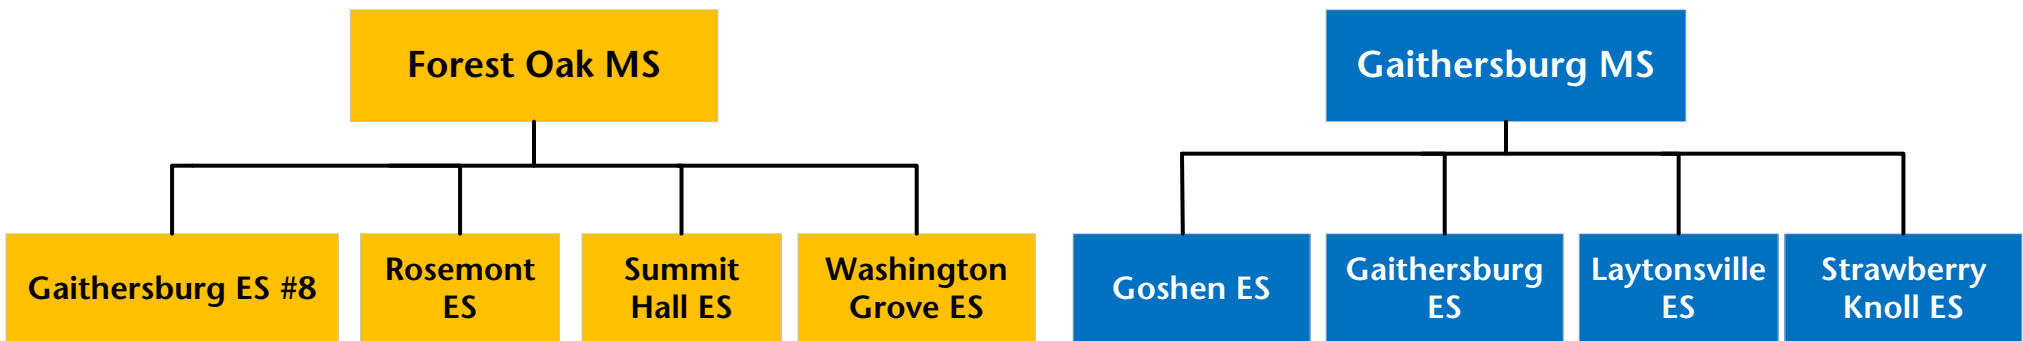 Forest Oak MS
Gaithersburg MS
Gaithersburg ES #8
Rosemont
ES
Summit
Hall ES
Washington
Grove ES
Goshen ES
Gaithersburg
ES
Laytonsville
ES
Strawberry
Knoll ES